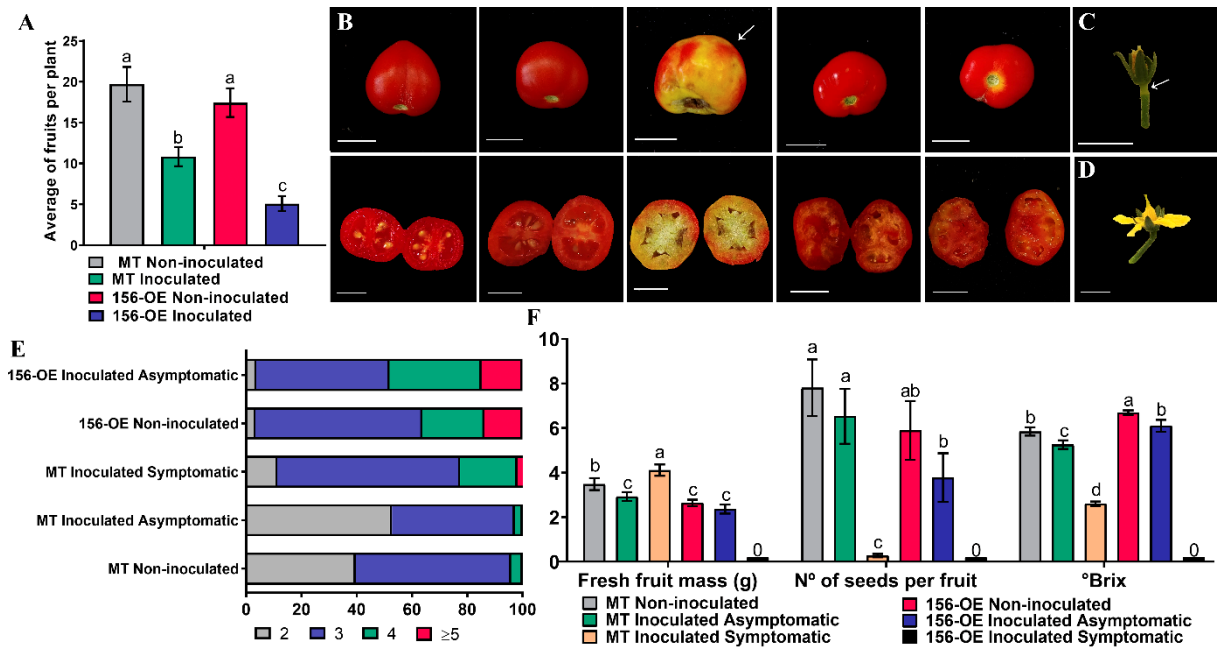 A
Average of fruits per plant
25
20
15
10
5
0
a
b
a
c
MT Non-inoculated
MT Inoculated
156-OE Non-inoculated
156-OE Inoculated
B
C
D
E
156-OE Inoculated Asymptomatic
156-OE Non-inoculated
MT Inoculated Symptomatic
MT Inoculated Asymptomatic
MT Non-inoculated
0 20 40 60 80 100
2 3 4 ≥5
F
10
8
6
4
2
0
b c a c c 0
a a c ab b 0
b c d a b 0
Fresh fruit mass (g) Nº of seeds per fruit °Brix
MT Non-inoculated
MT Inoculated Asymptomatic
MT Inoculated Symptomatic
156-OE Non-inoculated
156-OE Inoculated Asymptomatic
156-OE Inoculated Symptomatic